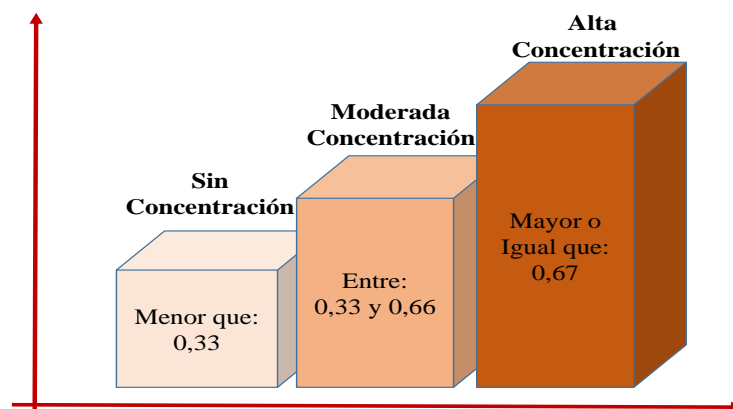 Sin
Concentración
Menor que:
0,33
Moderada
Concentración
Entre:
0,33 y 0,66
Alta
Concentración
Mayor o
Igual que:
0,67